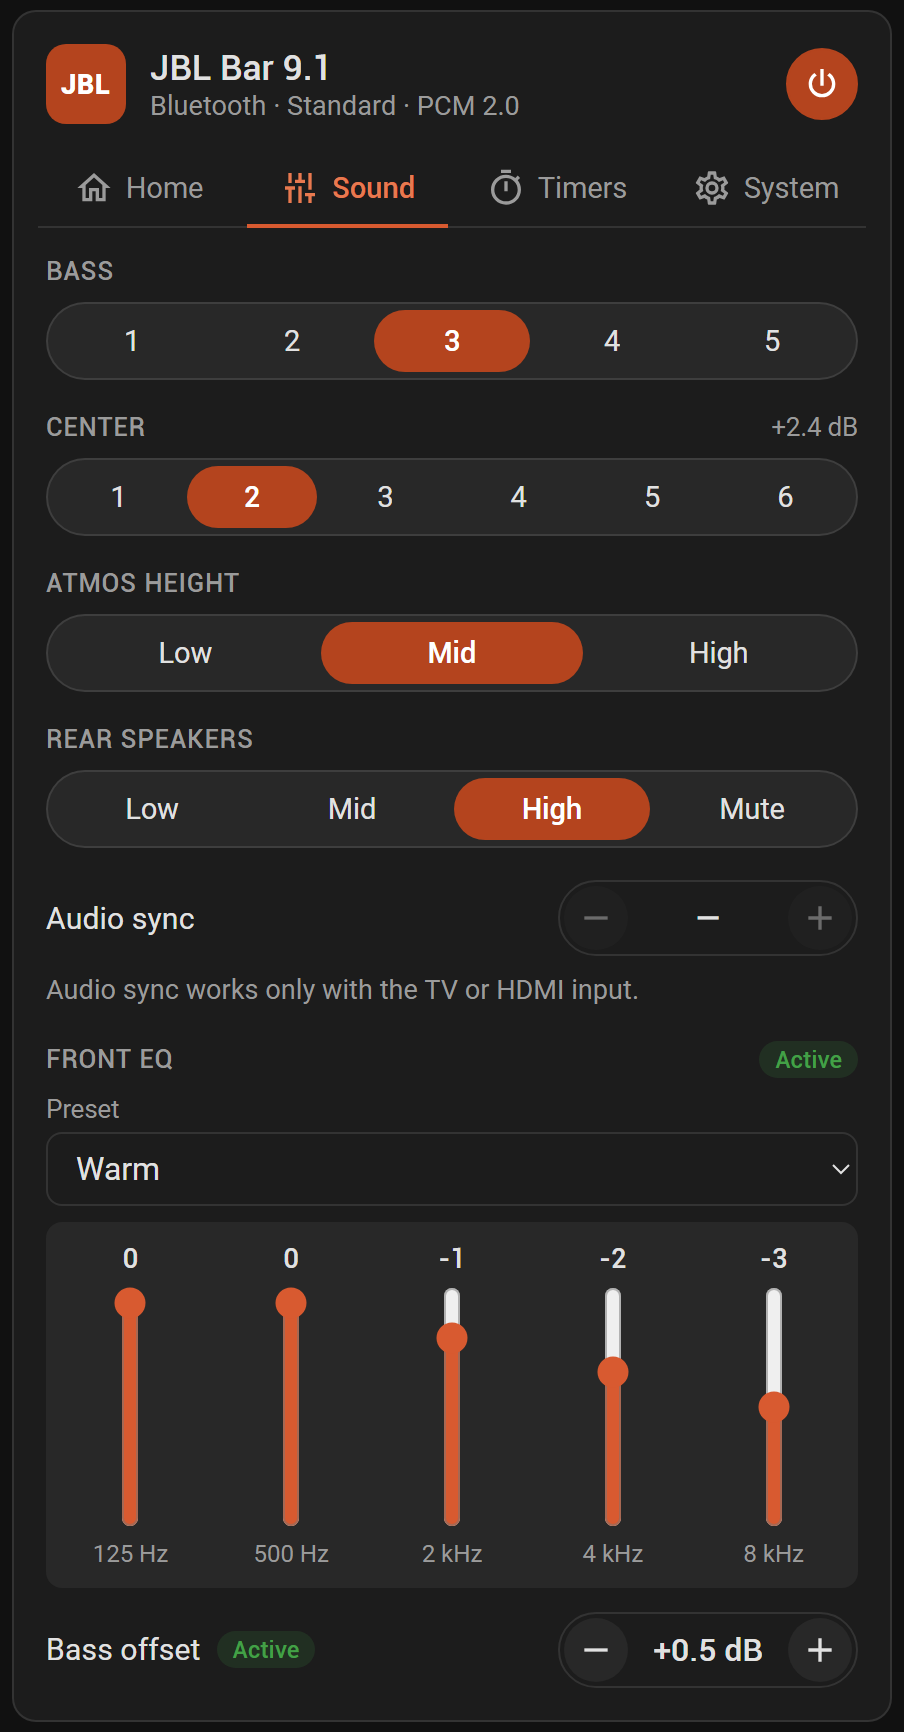 JBL
JBL Bar 9.1
Bluetooth · Standard · PCM 2.0
Home Sound Timers System
BASS
1 2 3 4 5
CENTER +2.4 dB
1 2 3 4 5 6
ATMOS HEIGHT
Low Mid High
REAR SPEAKERS
Low Mid High Mute
Audio sync − – +
Audio sync works only with the TV or HDMI input.
FRONT EQ Active
Preset
Warm
0 0 -1 -2 -3
125 Hz 500 Hz 2 kHz 4 kHz 8 kHz
Bass offset Active − +0.5 dB +